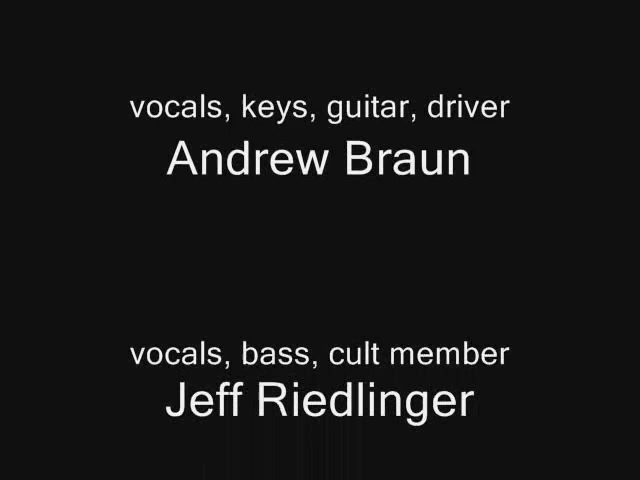 vocals, keys, guitar, driver
Andrew Braun
vocals, bass, cult member
Jeff Riedlinger